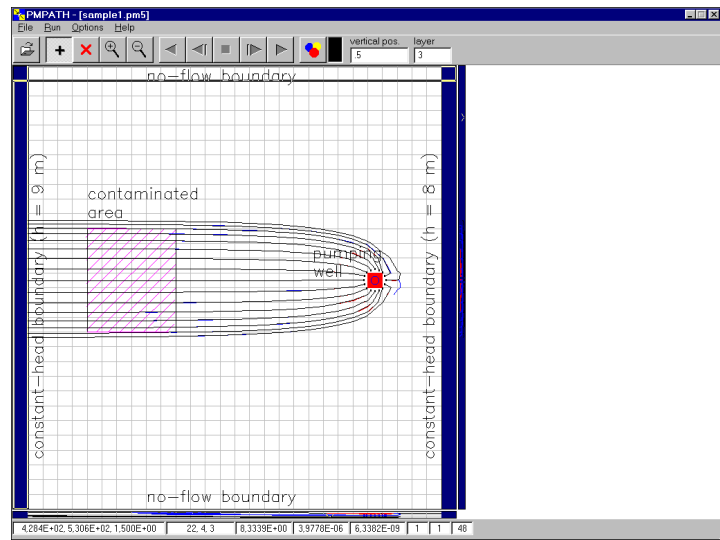 PMPATH - [sample1.pm5]
File Run Options Help
vertical pos. layer
.5 3
no-flow boundary
constant-head boundary (h = 9 m)
contaminated
area
pumping
well
constant-head boundary (h = 8 m)
no-flow boundary
4,284E+02, 5,306E+02, 1,500E+00 22, 4, 3 8,3339E+00 3,9778E-06 6,3382E-09 1 1 48